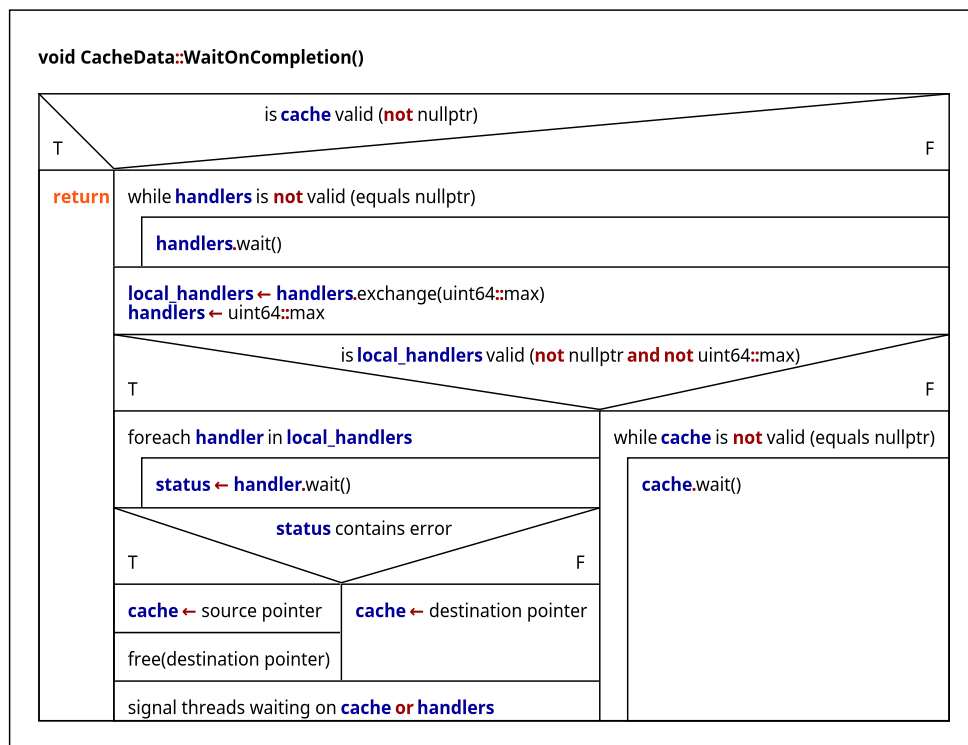 void CacheData::WaitOnCompletion()
is cache valid (not nullptr)
T
F
return
while handlers is not valid (equals nullptr)
handlers.wait()
local_handlers ← handlers.exchange(uint64::max)
handlers ← uint64::max
is local_handlers valid (not nullptr and not uint64::max)
T
F
foreach handler in local_handlers
status ← handler.wait()
status contains error
T
F
cache ← source pointer
free(destination pointer)
cache ← destination pointer
signal threads waiting on cache or handlers
while cache is not valid (equals nullptr)
cache.wait()